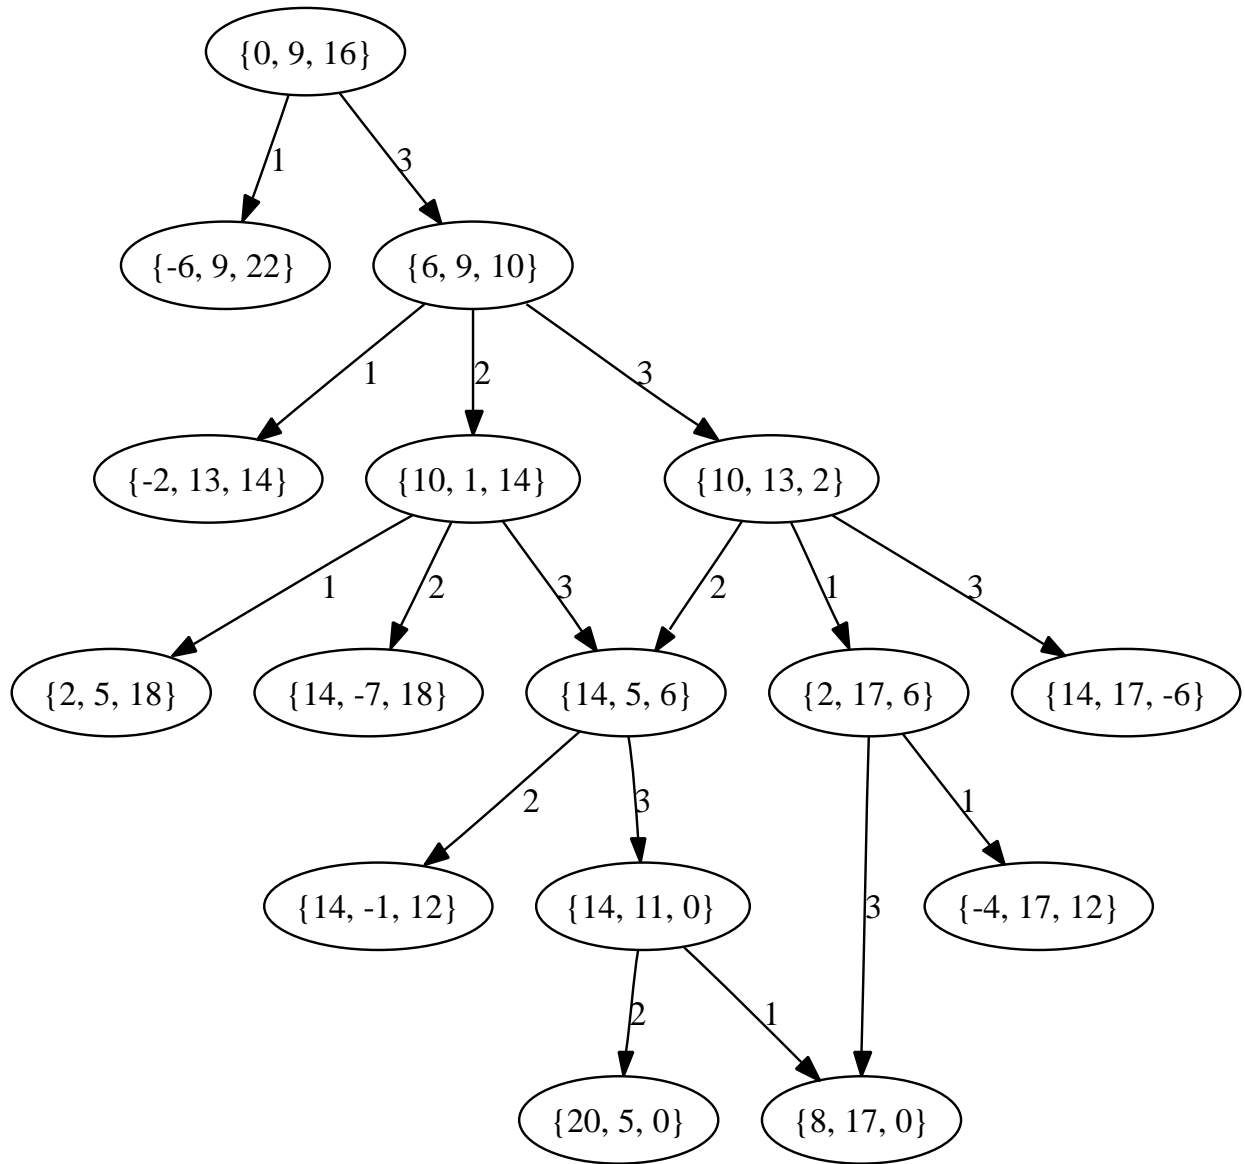 {0, 9, 16}
1
3
{-6, 9, 22}
{6, 9, 10}
1
2
3
{-2, 13, 14}
{10, 1, 14}
{10, 13, 2}
1
2
3
2
1
3
{2, 5, 18}
{14, -7, 18}
{14, 5, 6}
{2, 17, 6}
{14, 17, -6}
2
3
1
{14, -1, 12}
{14, 11, 0}
3
{-4, 17, 12}
2
1
{20, 5, 0}
{8, 17, 0}